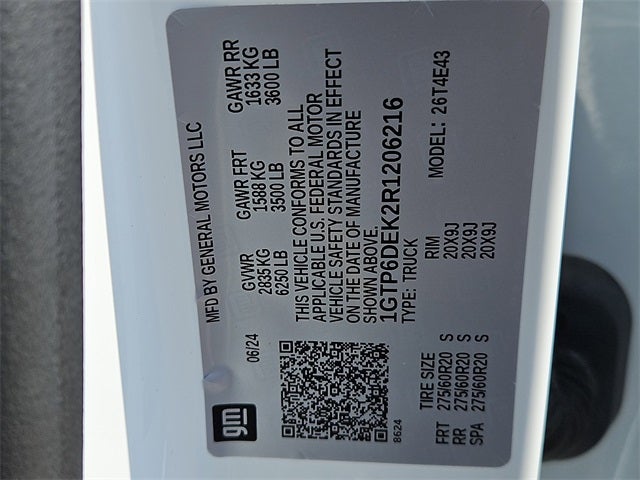 gm
06/24
MFD BY GENERAL MOTORS LLC
GVWR GAWR FRT GAWR RR
2835 KG 1588 KG 1633 KG
6250 LB 3500 LB 3600 LB
THIS VEHICLE CONFORMS TO ALL
APPLICABLE U.S. FEDERAL MOTOR
VEHICLE SAFETY STANDARDS IN EFFECT
ON THE DATE OF MANUFACTURE
SHOWN ABOVE.
1GTP6DEK2R1206216
TYPE: TRUCK MODEL: 26T4E43
8624
TIRE SIZE RIM
FRT 275/60R20 S 20X9J
RR 275/60R20 S 20X9J
SPA 275/60R20 S 20X9J